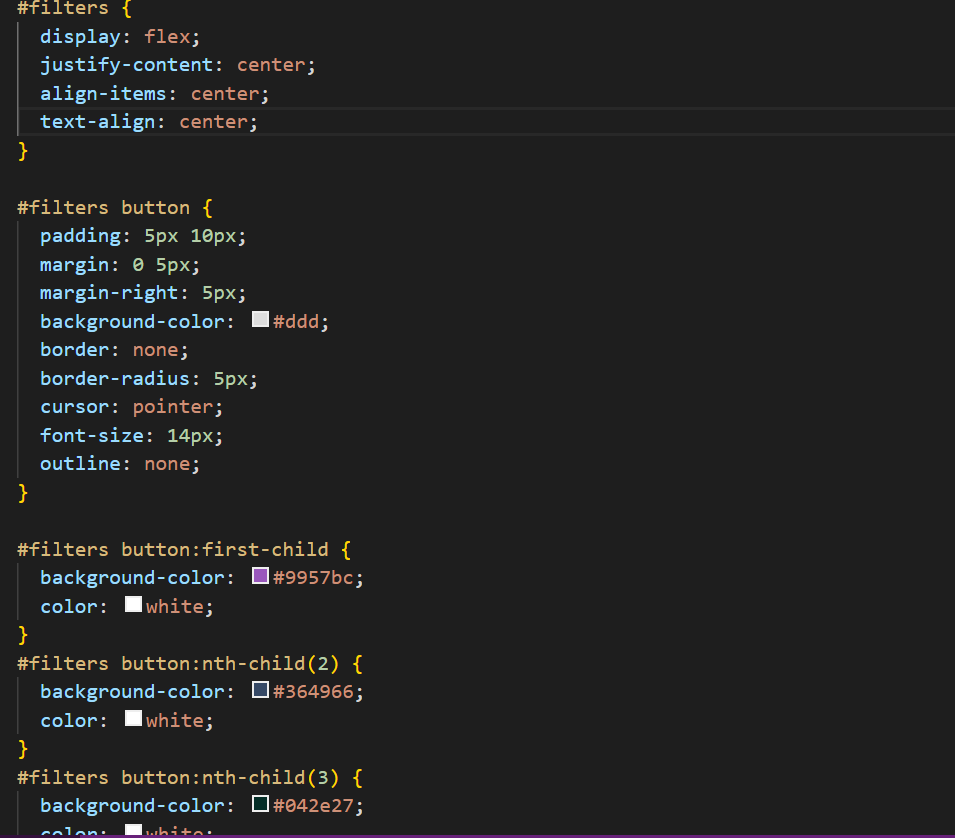 #filters {
display: flex;
justify-content: center;
align-items: center;
text-align: center;
}
#filters button {
padding: 5px 10px;
margin: 0 5px;
margin-right: 5px;
background-color: #ddd;
border: none;
border-radius: 5px;
cursor: pointer;
font-size: 14px;
outline: none;
}
#filters button:first-child {
background-color: #9957bc;
color: white;
}
#filters button:nth-child(2) {
background-color: #364966;
color: white;
}
#filters button:nth-child(3) {
background-color: #042e27;
color: white;